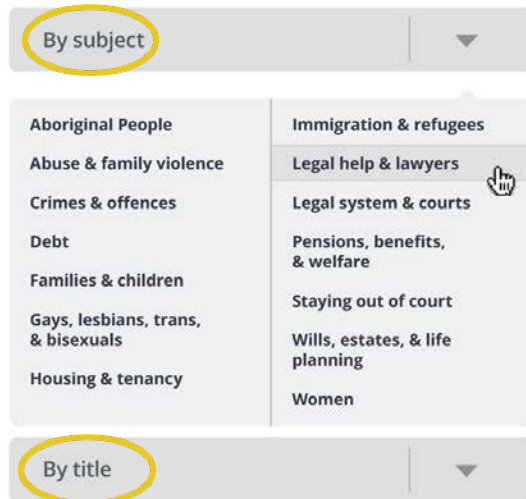 By subject
Aboriginal People
Abuse & family violence
Crimes & offences
Debt
Families & children
Gays, lesbians, trans,
& bisexuals
Housing & tenancy
Immigration & refugees
Legal help & lawyers
Legal system & courts
Pensions, benefits,
& welfare
Staying out of court
Wills, estates, & life
planning
Women
By title